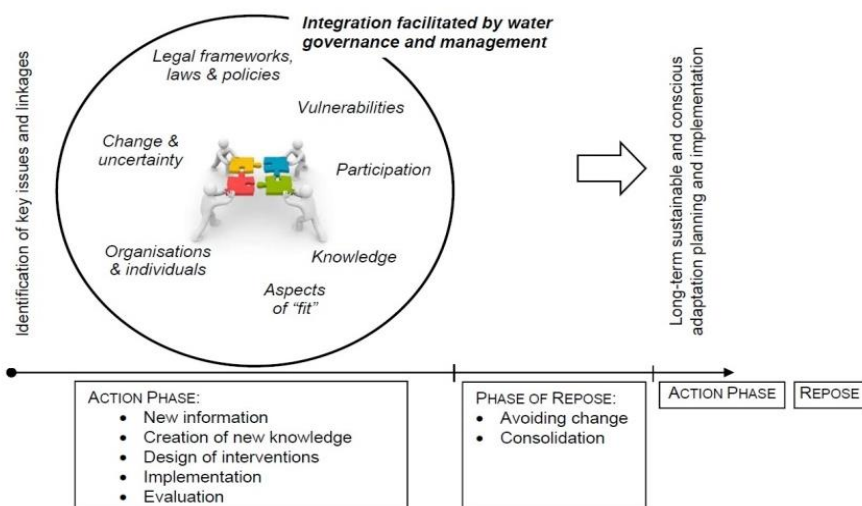 Integration facilitated by water
governance and management
Identification of key issues and linkages
Legal frameworks,
laws & policies
Vulnerabilities
Change &
uncertainty
Participation
Organisations
& individuals
Knowledge
Aspects
of "fit"
Long-term sustainable and conscious
adaptation planning and implementation
ACTION PHASE:
• New information
• Creation of new knowledge
• Design of interventions
• Implementation
• Evaluation
PHASE OF REPOSE:
• Avoiding change
• Consolidation
ACTION PHASE
REPOSE